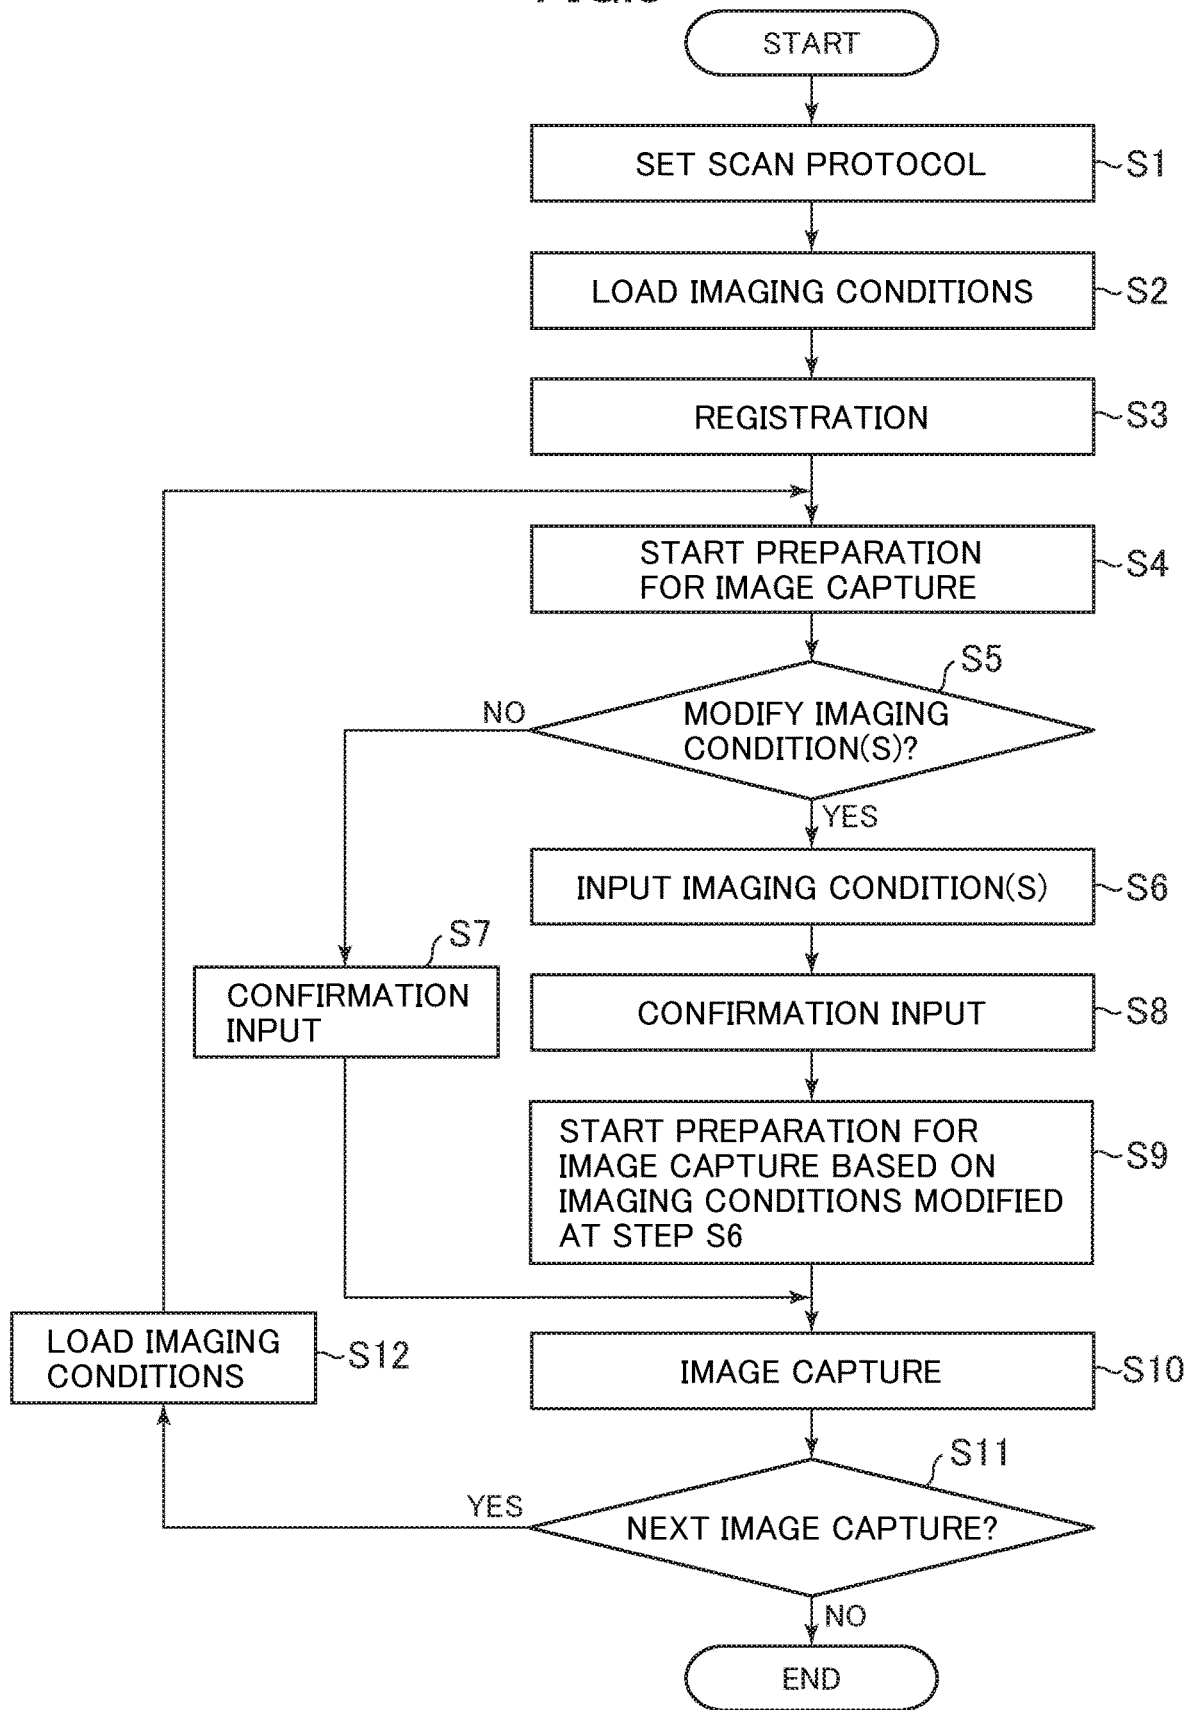 START
SET SCAN PROTOCOL
S1
LOAD IMAGING CONDITIONS
S2
REGISTRATION
S3
START PREPARATION
FOR IMAGE CAPTURE
S4
S5
MODIFY IMAGING
CONDITION(S)?
NO
YES
INPUT IMAGING CONDITION(S)
S6
S7
CONFIRMATION
INPUT
CONFIRMATION INPUT
S8
START PREPARATION FOR
IMAGE CAPTURE BASED ON
IMAGING CONDITIONS MODIFIED
AT STEP S6
S9
LOAD IMAGING
CONDITIONS
S12
IMAGE CAPTURE
S10
S11
YES
NEXT IMAGE CAPTURE?
NO
END